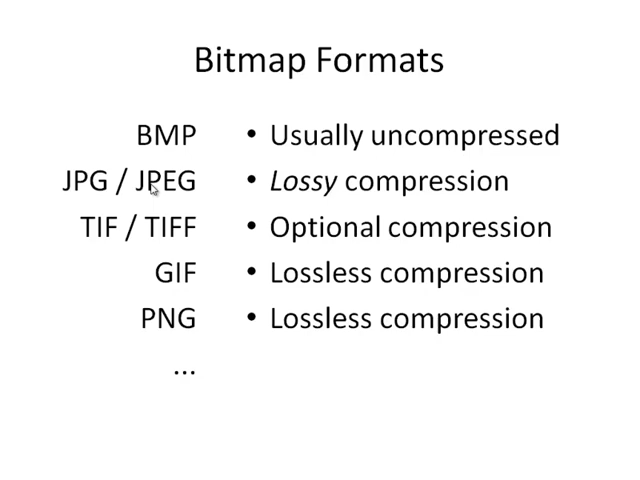 Bitmap Formats
BMP • Usually uncompressed
JPG / JPEG • Lossy compression
TIF / TIFF • Optional compression
GIF • Lossless compression
PNG • Lossless compression
...